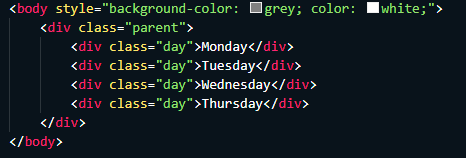 <body style="background-color: grey; color: white;">
<div class="parent">
<div class="day">Monday</div>
<div class="day">Tuesday</div>
<div class="day">Wednesday</div>
<div class="day">Thursday</div>
</div>
</body>